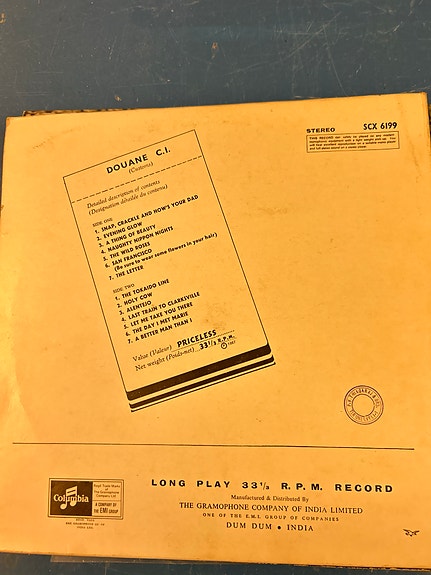 STEREO SCX 6199
DOUANE C.I.
(Customs)
Detailed description of contents
(Designation détaillée du contenu)
SIDE ONE
1. SNAP, CRACKLE AND HOW'S YOUR DAD
2. EVENING GLOW
3. A THING OF BEAUTY
4. NAUGHTY NIPPON NIGHTS
5. THE WILD ROSES
6. SAN FRANCISCO
(Be sure to wear some flowers in your hair)
7. THE LETTER
SIDE TWO
1. THE TOKAIDO LINE
2. HOLY COW
3. ALENTEJO
4. LAST TRAIN TO CLARKSVILLE
5. LET ME TAKE YOU THERE
6. THE DAY I MET MARIE
7. A BETTER MAN THAN I
Value (Valeur) PRICELESS
Net weight (Poids-net) 33⅓ R.P.M.
Columbia
A COMPANY OF
THE EMI GROUP
LONG PLAY 33⅓ R.P.M. RECORD
Manufactured & Distributed By
THE GRAMOPHONE COMPANY OF INDIA LIMITED
ONE OF THE E.M.I. GROUP OF COMPANIES
DUM DUM • INDIA